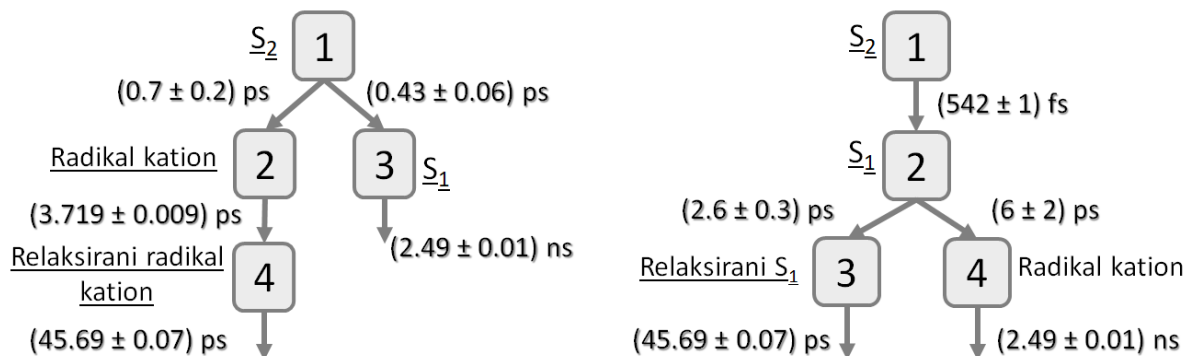 S₂
1
(0.7 ± 0.2) ps
(0.43 ± 0.06) ps
Radikal kation
2
3
S₁
(3.719 ± 0.009) ps
(2.49 ± 0.01) ns
Relaksirani radikal
kation
4
(45.69 ± 0.07) ps
S₂
1
(542 ± 1) fs
S₁
2
(2.6 ± 0.3) ps
(6 ± 2) ps
Relaksirani S₁
3
4
Radikal kation
(45.69 ± 0.07) ps
(2.49 ± 0.01) ns